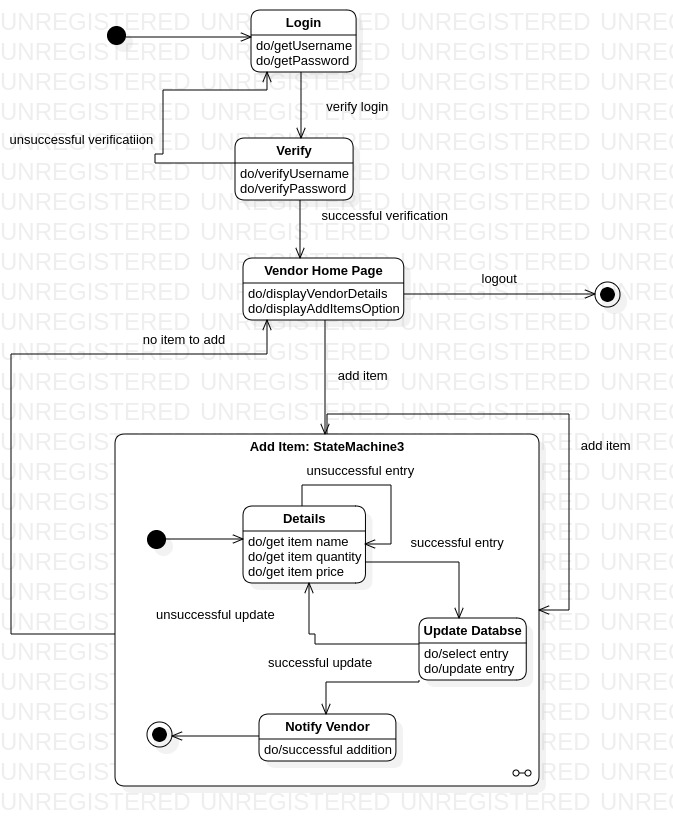 Login
do/getUsername
do/getPassword
verify login
unsuccessful verificatiion
Verify
do/verifyUsername
do/verifyPassword
successful verification
Vendor Home Page
do/displayVendorDetails
do/displayAddItemsOption
logout
no item to add
add item
Add Item: StateMachine3
add item
unsuccessful entry
Details
do/get item name
do/get item quantity
do/get item price
successful entry
unsuccessful update
Update Databse
do/select entry
do/update entry
successful update
Notify Vendor
do/successful addition
UNREGISTERED